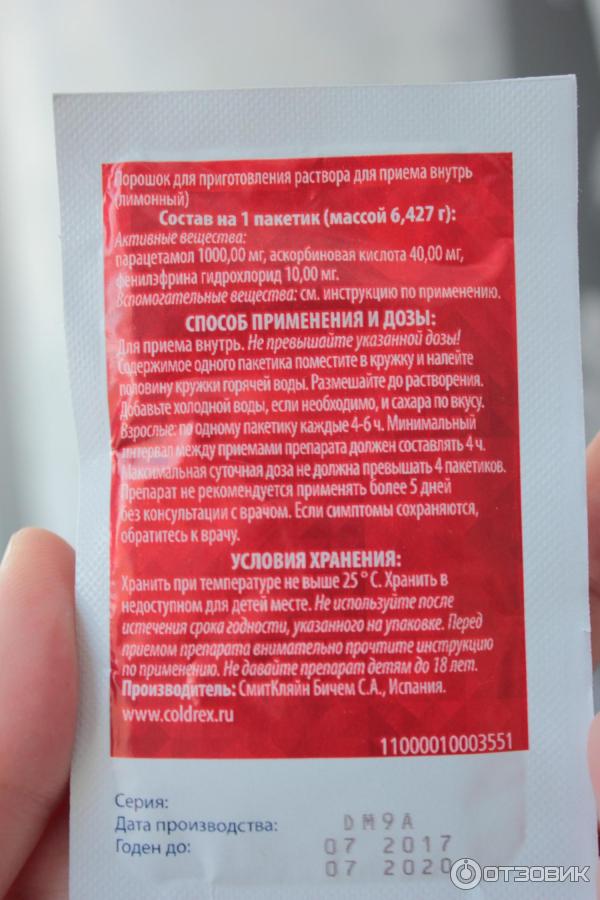 Порошок для приготовления раствора для приема внутрь
(лимонный)
Состав на 1 пакетик (массой 6,427 г):
Активные вещества:
парацетамол 1000,00 мг, аскорбиновая кислота 40,00 мг,
фенилэфрина гидрохлорид 10,00 мг.
Вспомогательные вещества: см. инструкцию по применению.
СПОСОБ ПРИМЕНЕНИЯ И ДОЗЫ:
Для приема внутрь. Не превышайте указанной дозы!
Содержимое одного пакетика поместите в кружку и налейте
половину кружки горячей воды. Размешайте до растворения.
Добавьте холодной воды, если необходимо, и сахара по вкусу.
Взрослые: по одному пакетику каждые 4-6 ч. Минимальный
интервал между приемами препарата должен составлять 4 ч.
Максимальная суточная доза не должна превышать 4 пакетиков.
Препарат не рекомендуется применять более 5 дней
без консультации с врачом. Если симптомы сохраняются,
обратитесь к врачу.
УСЛОВИЯ ХРАНЕНИЯ:
Хранить при температуре не выше 25 °С. Хранить в
недоступном для детей месте. Не используйте после
истечения срока годности, указанного на упаковке. Перед
приемом препарата внимательно прочтите инструкцию
по применению. Не давайте препарат детям до 18 лет.
Производитель: СмитКляйн Бичем С.А., Испания.
www.coldrex.ru
11000010003551
Серия: DM9A
Дата производства: 07 2017
Годен до: 07 2020
ОТЗОВИК